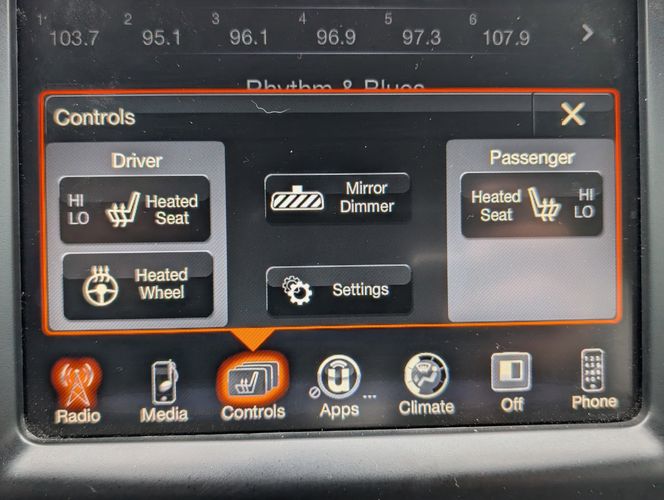 1 2 3 4 5 6
103.7 95.1 96.1 96.9 97.3 107.9
Rhythm & Blues
Controls
Driver
Passenger
HI
LO
Heated
Seat
Mirror
Dimmer
Heated
Seat
HI
LO
Heated
Wheel
Settings
Radio
Media
Controls
Apps
...
Climate
Off
Phone